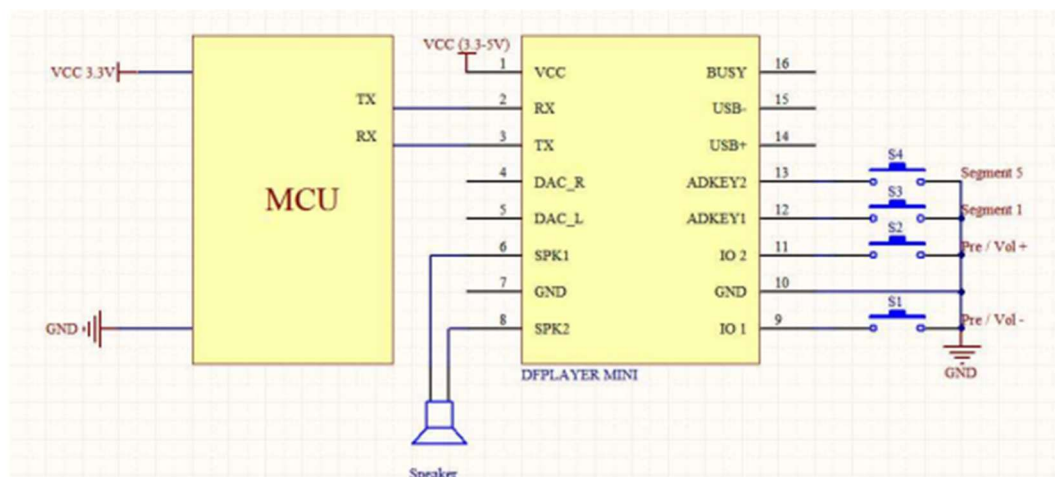 VCC 3.3V
GND
TX
RX
MCU
VCC (3.3-5V)
1 VCC
2 RX
3 TX
4 DAC_R
5 DAC_L
6 SPK1
7 GND
8 SPK2
BUSY 16
USB- 15
USB+ 14
ADKEY2 13
ADKEY1 12
IO 2 11
GND 10
IO 1 9
DFPLAYER MINI
Speaker
S4
Segment 5
S3
Segment 1
S2
Pre / Vol +
S1
Pre / Vol -
GND